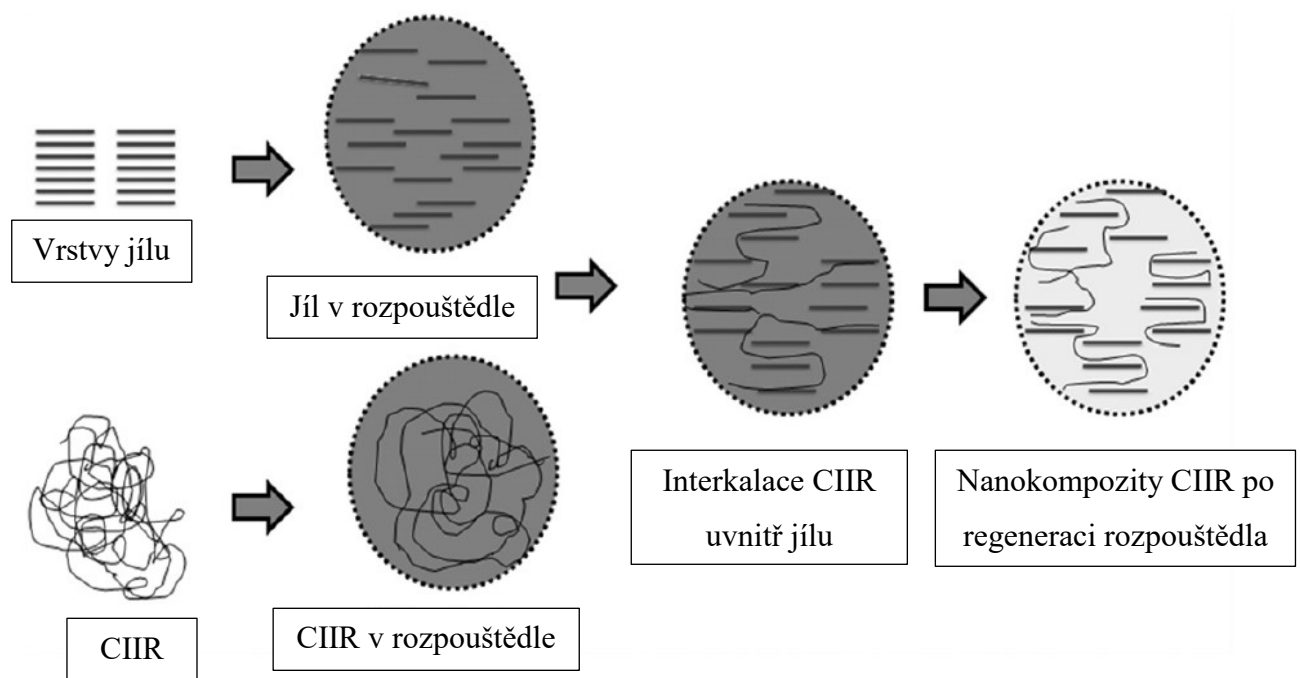 Vrstvy jílu
Jíl v rozpouštědle
CIIR
CIIR v rozpouštědle
Interkalace CIIR
uvnitř jílu
Nanokompozity CIIR po
regeneraci rozpouštědla